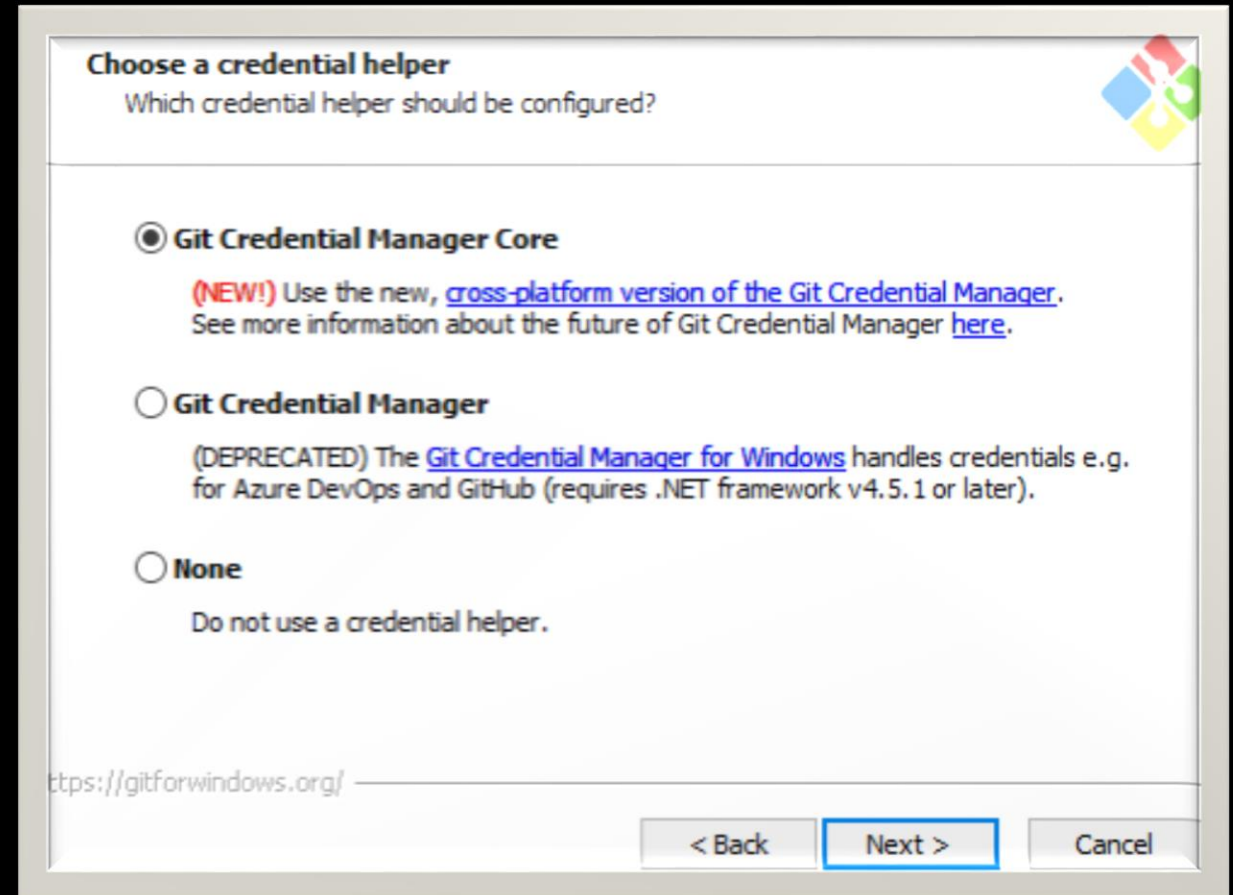 Choose a credential helper
Which credential helper should be configured?
Git Credential Manager Core
(NEW!) Use the new, cross-platform version of the Git Credential Manager.
See more information about the future of Git Credential Manager here.
Git Credential Manager
(DEPRECATED) The Git Credential Manager for Windows handles credentials e.g.
for Azure DevOps and GitHub (requires .NET framework v4.5.1 or later).
None
Do not use a credential helper.
ttps://gitforwindows.org/
< Back Next > Cancel